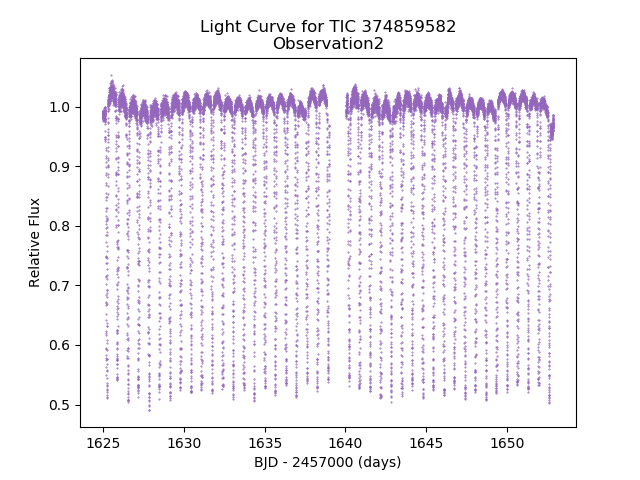 Light Curve for TIC 374859582
Observation2
Relative Flux
1.0
0.9
0.8
0.7
0.6
0.5
1625 1630 1635 1640 1645 1650
BJD - 2457000 (days)